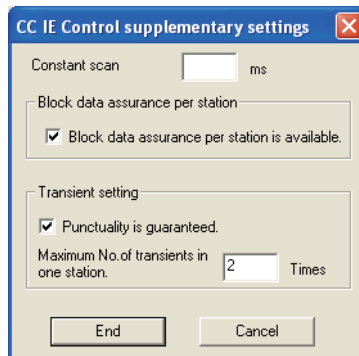 CC IE Control supplementary settings
Constant scan ms
Block data assurance per station
Block data assurance per station is available.
Transient setting
Punctuality is guaranteed.
Maximum No.of transients in
one station. 2 Times
End Cancel